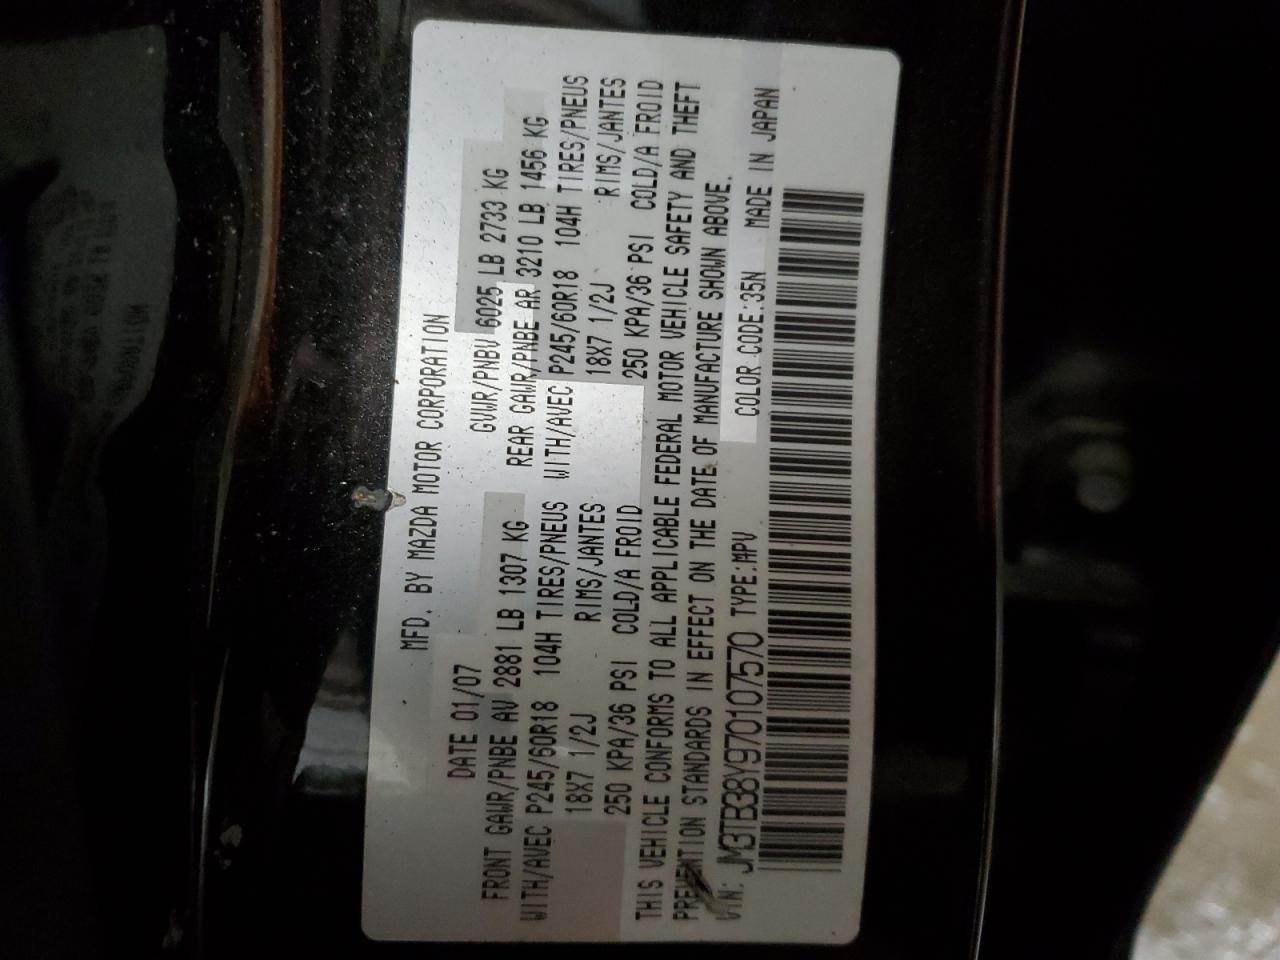 MFD. BY MAZDA MOTOR CORPORATION
DATE 01/07 GVWR/PNBV 6025 LB 2733 KG
FRONT GAWR/PNBE AV 2881 LB 1307 KG REAR GAWR/PNBE AR 3210 LB 1456 KG
WITH/AVEC P245/60R18 104H TIRES/PNEUS WITH/AVEC P245/60R18 104H TIRES/PNEUS
18X7 1/2J RIMS/JANTES 18X7 1/2J RIMS/JANTES
250 KPA/36 PSI COLD/A FROID 250 KPA/36 PSI COLD/A FROID
THIS VEHICLE CONFORMS TO ALL APPLICABLE FEDERAL MOTOR VEHICLE SAFETY AND THEFT
PREVENTION STANDARDS IN EFFECT ON THE DATE OF MANUFACTURE SHOWN ABOVE.
VIN: JM3TB38Y970107570 TYPE:MPV COLOR CODE:35N MADE IN JAPAN